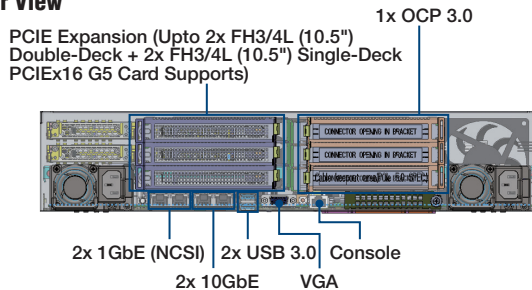 r View
1x OCP 3.0
PCIE Expansion (Upto 2x FH3/4L (10.5")
Double-Deck + 2x FH3/4L (10.5") Single-Deck
PCIEx16 G5 Card Supports)
CONNECTOR OPENING IN BRACKET
CONNECTOR OPENING IN BRACKET
2x 1GbE (NCSI)
2x USB 3.0
Console
2x 10GbE
VGA